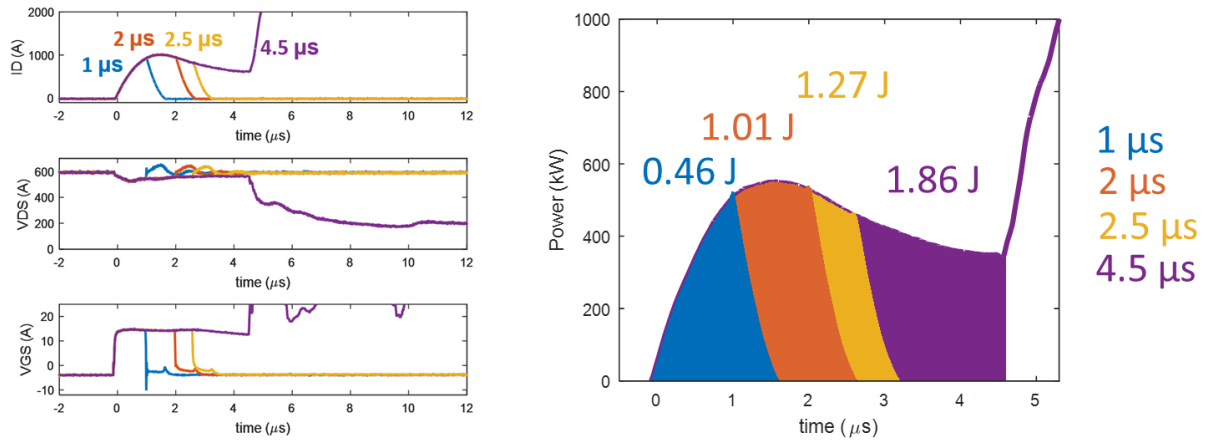 2000
1000
0
ID (A)
1 µs
2 µs
2.5 µs
4.5 µs
-2 0 2 4 6 8 10 12
time (µs)
600
400
200
0
VDS (A)
-2 0 2 4 6 8 10 12
time (µs)
20
10
0
-10
VGS (A)
-2 0 2 4 6 8 10 12
time (µs)
1000
800
600
400
200
0
Power (kW)
0.46 J
1.01 J
1.27 J
1.86 J
0 1 2 3 4 5
time (µs)
1 µs
2 µs
2.5 µs
4.5 µs